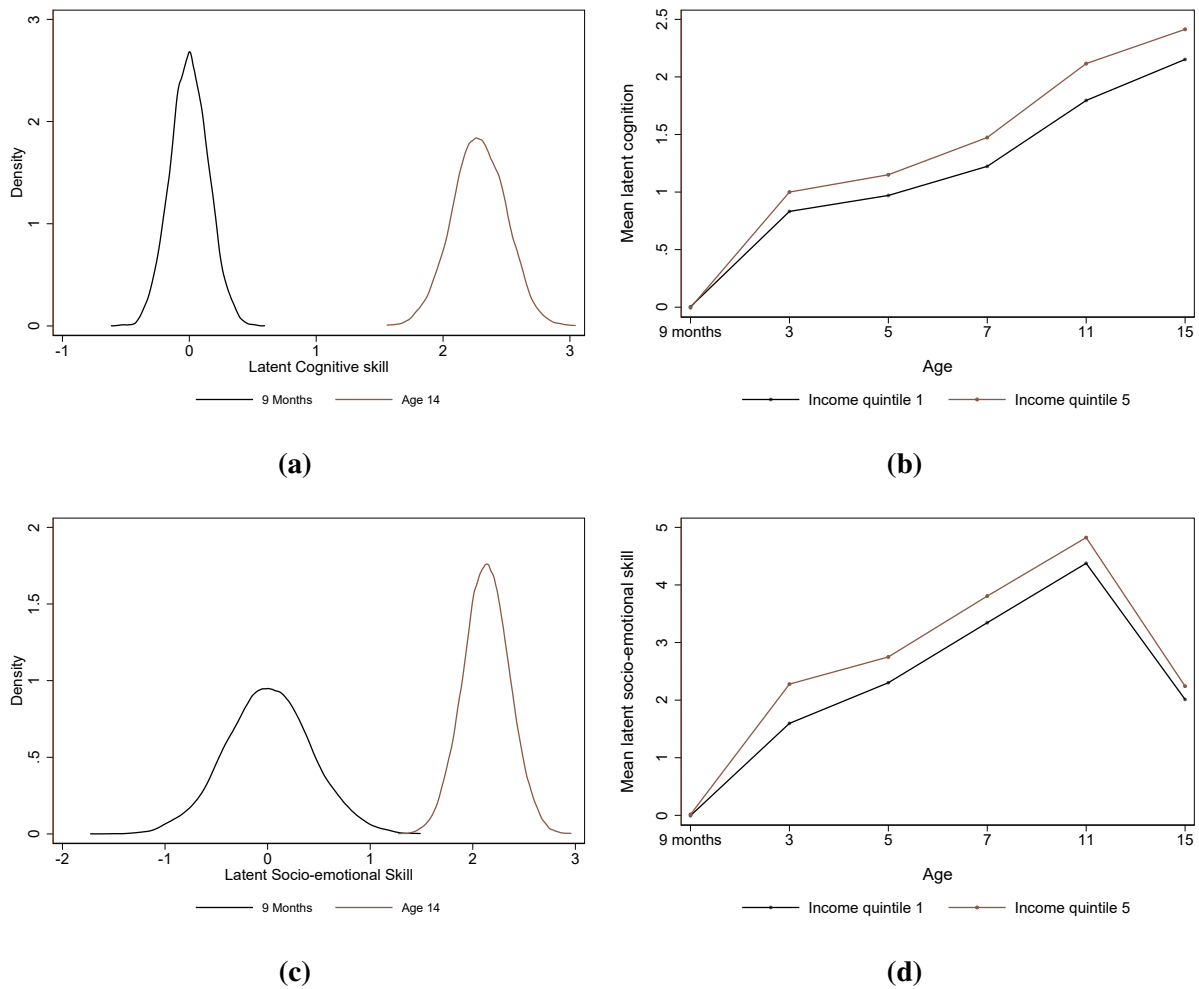 3
2
1
0
Density
-1 0 1 2 3
Latent Cognitive skill
9 Months Age 14
(a)
2.5
2
1.5
1
.5
0
Mean latent cognition
9 months 3 5 7 11 15
Age
Income quintile 1 Income quintile 5
(b)
2
1.5
1
.5
0
Density
-2 -1 0 1 2 3
Latent Socio-emotional Skill
9 Months Age 14
(c)
5
4
3
2
1
0
Mean latent socio-emotional skill
9 months 3 5 7 11 15
Age
Income quintile 1 Income quintile 5
(d)